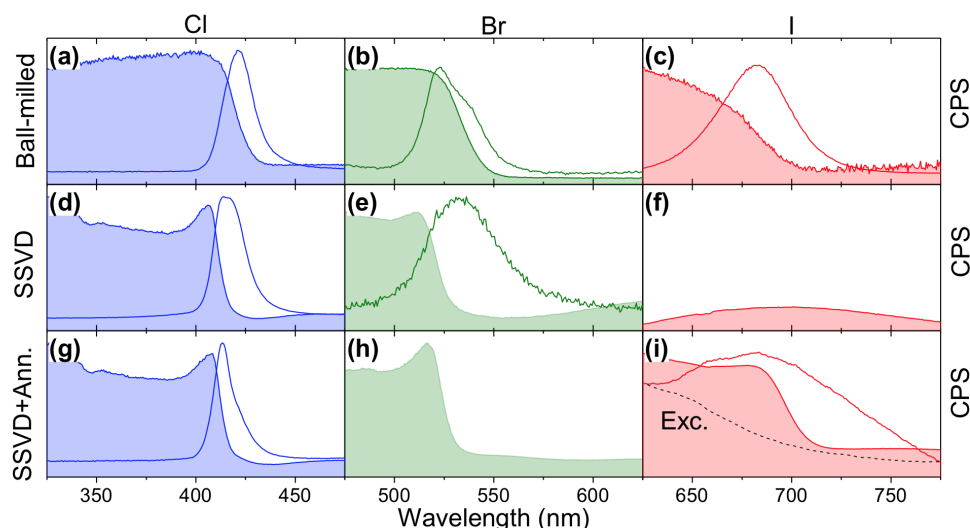 Cl Br I
Ball-milled (a) (b) (c) CPS
SSVD (d) (e) (f) CPS
SSVD+Ann. (g) (h) (i) Exc. CPS
350 400 450 500 550 600 650 700 750
Wavelength (nm)